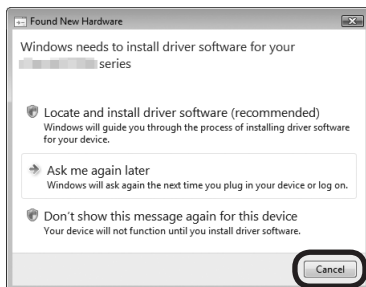 Found New Hardware
Windows needs to install driver software for your
series
Locate and install driver software (recommended)
Windows will guide you through the process of installing driver software
for your device.
Ask me again later
Windows will ask again the next time you plug in your device or log on.
Don't show this message again for this device
Your device will not function until you install driver software.
Cancel